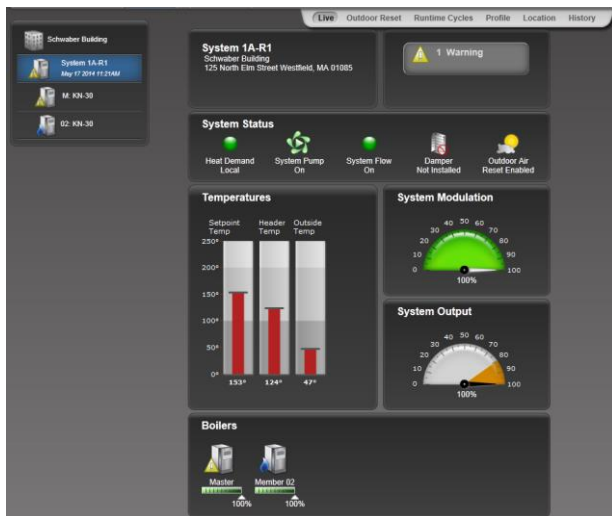 Live Outdoor Reset Runtime Cycles Profile Location History
Schwaber Building
System 1A-R1
May 17 2014 11:21AM
M: KN-30
02: KN-30
System 1A-R1
Schwaber Building
125 North Elm Street Westfield, MA 01085
1 Warning
System Status
Heat Demand
Local
System Pump
On
System Flow
On
Damper
Not Installed
Outdoor Air
Reset Enabled
Temperatures
Setpoint
Temp
Header
Temp
Outside
Temp
250°
200°
150°
100°
50°
0°
153° 124° 47°
System Modulation
0 10 20 30 40 50 60 70 80 90 100
100%
System Output
0 10 20 30 40 50 60 70 80 90 100
100%
Boilers
Master
100%
Member 02
100%